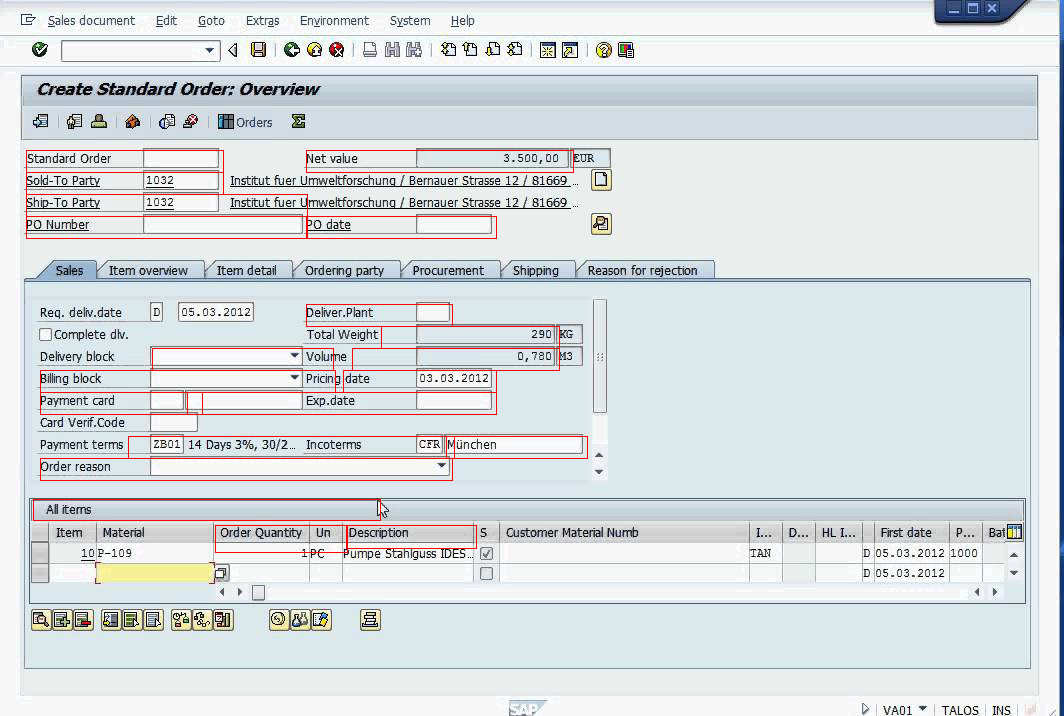 Sales document Edit Goto Extras Environment System Help
Create Standard Order: Overview
Orders
Standard Order Net value 3.500,00 EUR
Sold-To Party 1032 Institut fuer Umweltforschung / Bernauer Strasse 12 / 81669 ...
Ship-To Party 1032 Institut fuer Umweltforschung / Bernauer Strasse 12 / 81669 ...
PO Number PO date
Sales Item overview Item detail Ordering party Procurement Shipping Reason for rejection
Req. deliv.date D 05.03.2012 Deliver.Plant
Complete dlv. Total Weight 290 KG
Delivery block Volume 0,780 M3
Billing block Pricing date 03.03.2012
Payment card Exp.date
Card Verif.Code
Payment terms ZB01 14 Days 3%, 30/2... Incoterms CFR München
Order reason
All items
Item Material Order Quantity Un Description S Customer Material Numb I... D... HL I... First date P... Bat
10 P-109 1 PC Pumpe Stahlguss IDES... TAN D 05.03.2012 1000
D 05.03.2012
SAP VA01 TALOS INS